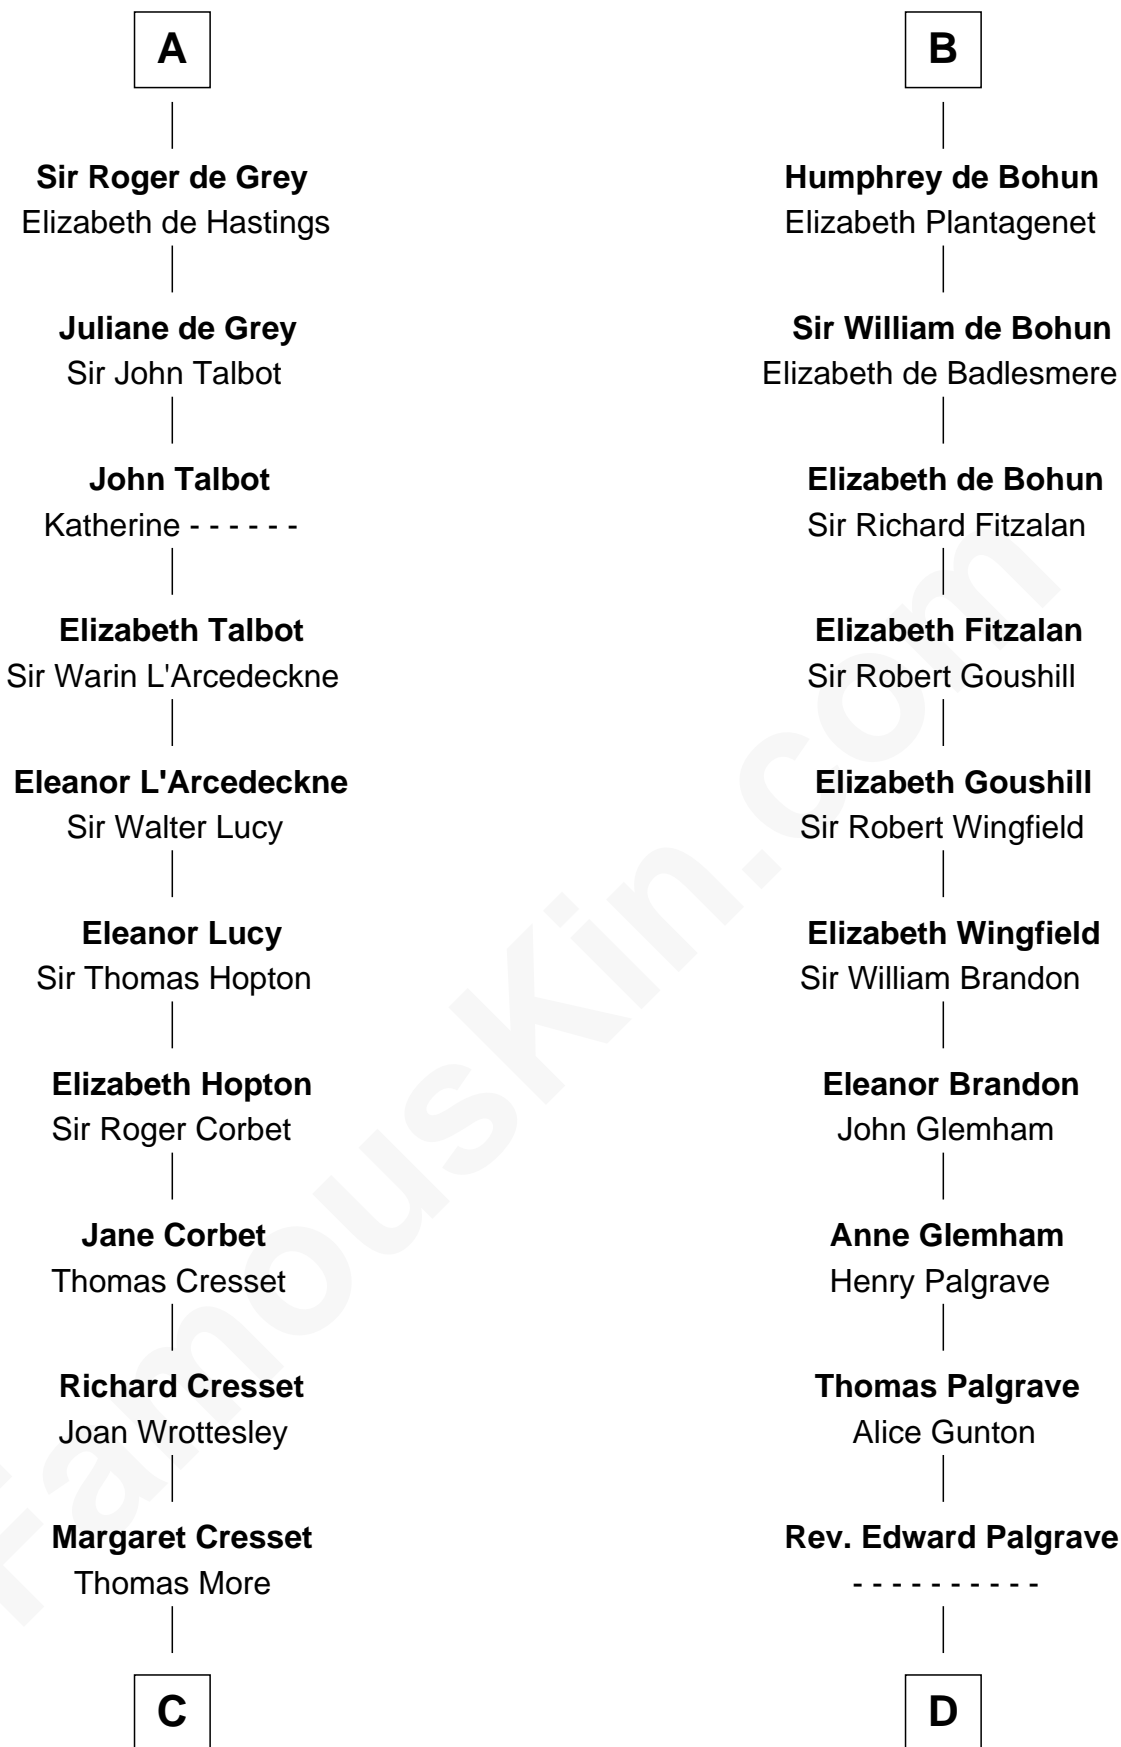 A
Sir Roger de Grey
Elizabeth de Hastings
Juliane de Grey
Sir John Talbot
John Talbot
Katherine - - - - - -
Elizabeth Talbot
Sir Warin L'Arcedeckne
Eleanor L'Arcedeckne
Sir Walter Lucy
Eleanor Lucy
Sir Thomas Hopton
Elizabeth Hopton
Sir Roger Corbet
Jane Corbet
Thomas Cresset
Richard Cresset
Joan Wrottesley
Margaret Cresset
Thomas More
C
B
Humphrey de Bohun
Elizabeth Plantagenet
Sir William de Bohun
Elizabeth de Badlesmere
Elizabeth de Bohun
Sir Richard Fitzalan
Elizabeth Fitzalan
Sir Robert Goushill
Elizabeth Goushill
Sir Robert Wingfield
Elizabeth Wingfield
Sir William Brandon
Eleanor Brandon
John Glemham
Anne Glemham
Henry Palgrave
Thomas Palgrave
Alice Gunton
Rev. Edward Palgrave
- - - - - - - - - -
D
FamousKin.com